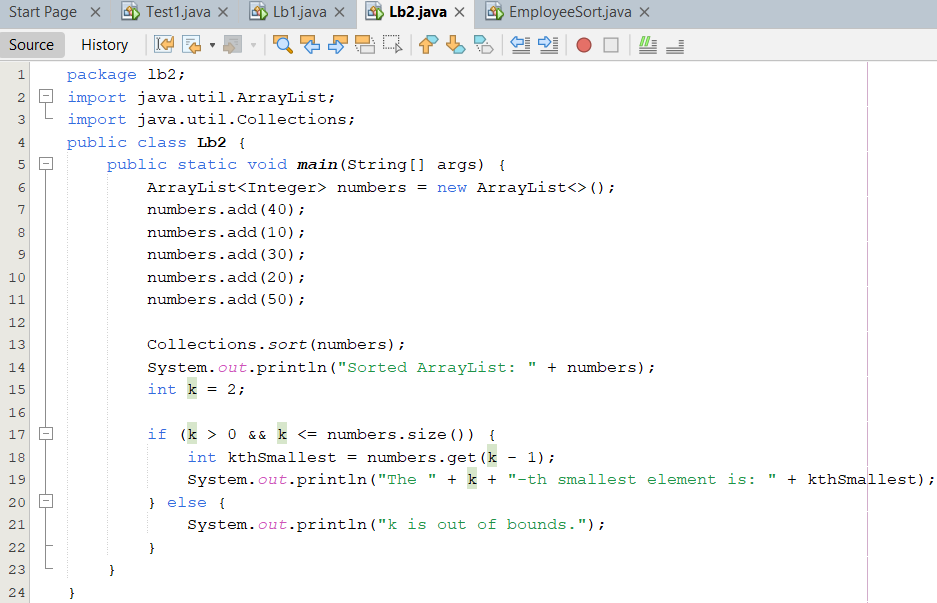 Start Page Test1.java Lb1.java Lb2.java EmployeeSort.java
Source History
1 package lb2;
2 import java.util.ArrayList;
3 import java.util.Collections;
4 public class Lb2 {
5 public static void main(String[] args) {
6 ArrayList<Integer> numbers = new ArrayList<>();
7 numbers.add(40);
8 numbers.add(10);
9 numbers.add(30);
10 numbers.add(20);
11 numbers.add(50);
12
13 Collections.sort(numbers);
14 System.out.println("Sorted ArrayList: " + numbers);
15 int k = 2;
16
17 if (k > 0 && k <= numbers.size()) {
18 int kthSmallest = numbers.get(k - 1);
19 System.out.println("The " + k + "-th smallest element is: " + kthSmallest);
20 } else {
21 System.out.println("k is out of bounds.");
22 }
23 }
24 }